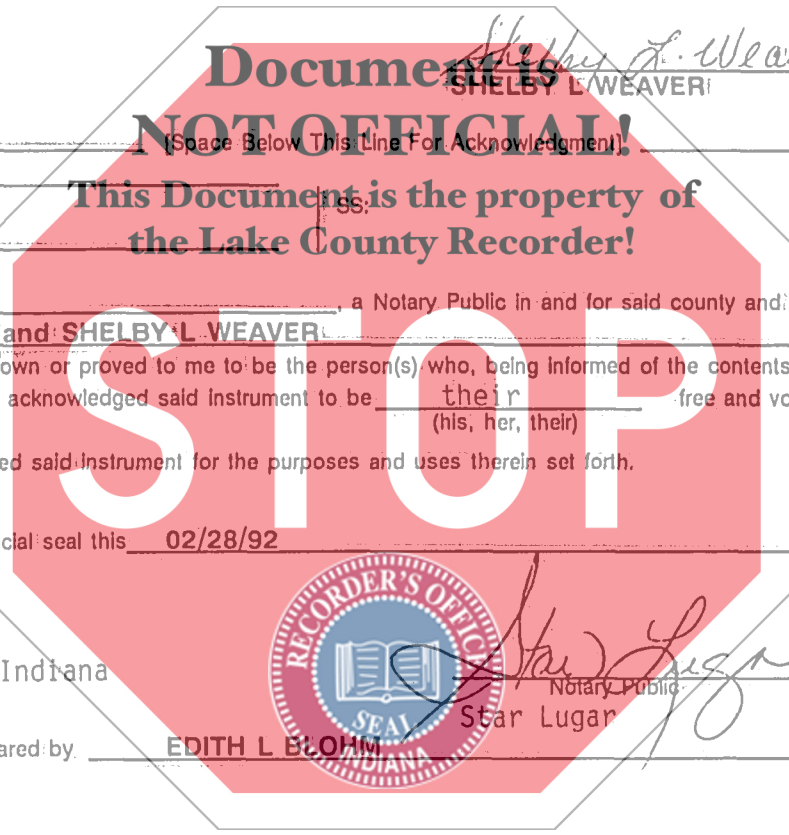 Shelby L. Wea
SHELBY L WEAVER
Document is
NOT OFFICIAL!
(Space Below This Line For Acknowledgment)
This Document is the property of
SS:
the Lake County Recorder!
, a Notary Public in and for said county and
and SHELBY L WEAVER
own or proved to me to be the person(s) who, being informed of the contents
acknowledged said instrument to be their free and vo
(his, her, their)
ed said instrument for the purposes and uses therein set forth.
STOP
cial seal this 02/28/92
RECORDER'S OFFICE
SEAL
INDIANA
Indiana
Star Lugar
Notary Public
Star Lugar
ared by EDITH L BLOHM